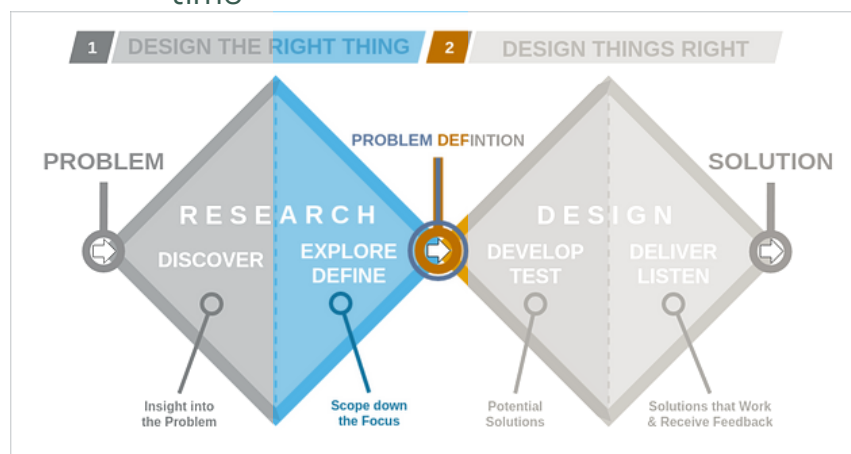 time
1 DESIGN THE RIGHT THING 2 DESIGN THINGS RIGHT
PROBLEM DEFINTION
PROBLEM
SOLUTION
RESEARCH
DESIGN
DISCOVER
EXPLORE
DEFINE
DEVELOP
TEST
DELIVER
LISTEN
Insight into
the Problem
Scope down
the Focus
Potential
Solutions
Solutions that Work
& Receive Feedback